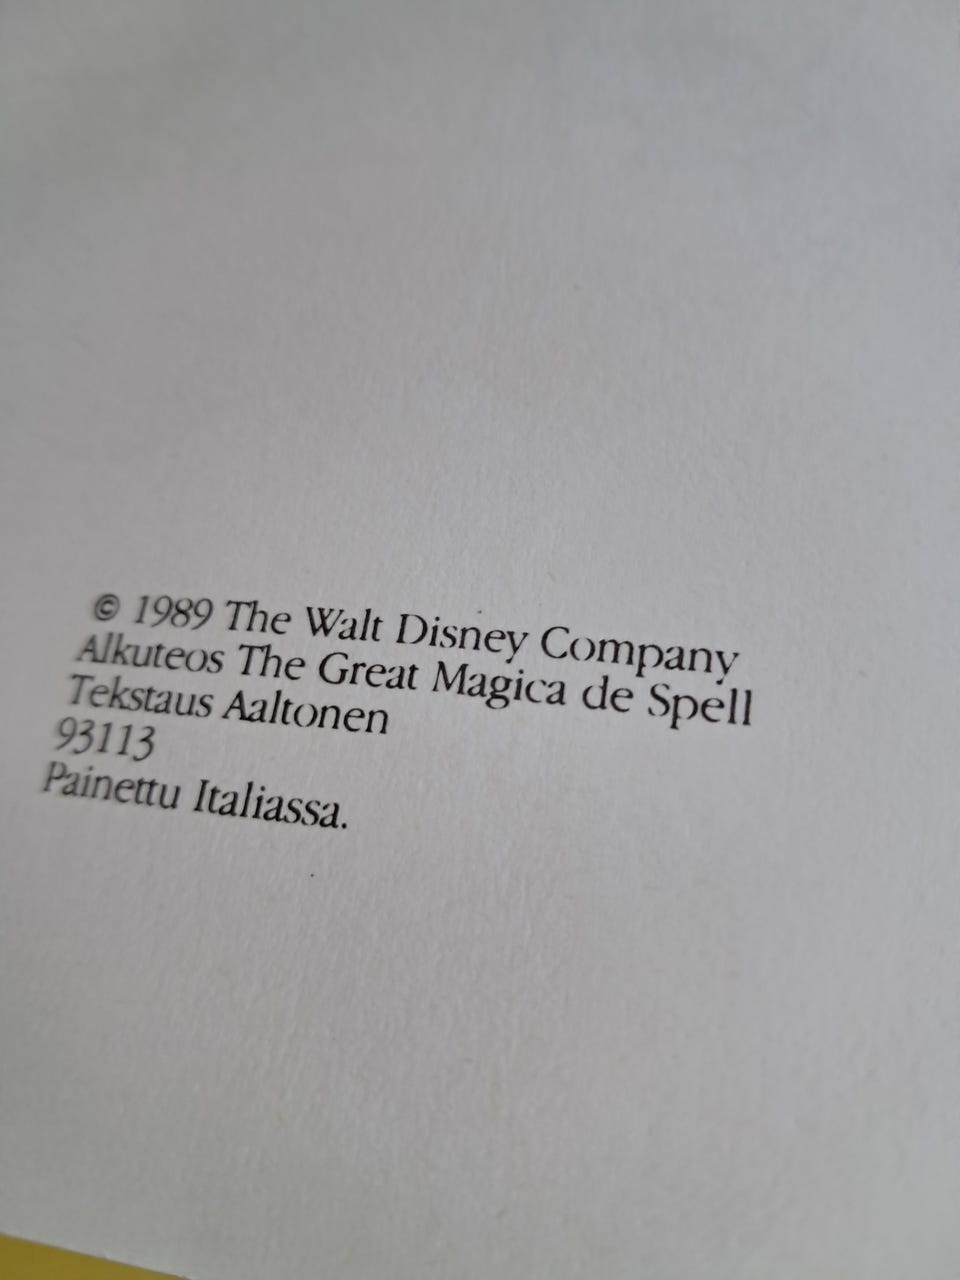 © 1989 The Walt Disney Company
Alkuteos The Great Magica de Spell
Tekstaus Aaltonen
93113
Painettu Italiassa.